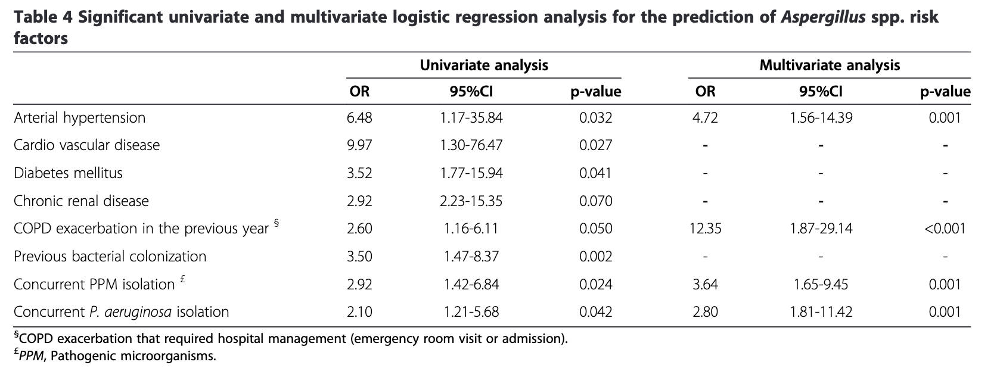 Table 4 Significant univariate and multivariate logistic regression analysis for the prediction of Aspergillus spp. risk
factors
Univariate analysis Multivariate analysis
OR 95%CI p-value OR 95%CI p-value
Arterial hypertension 6.48 1.17-35.84 0.032 4.72 1.56-14.39 0.001
Cardio vascular disease 9.97 1.30-76.47 0.027 - - -
Diabetes mellitus 3.52 1.77-15.94 0.041 - - -
Chronic renal disease 2.92 2.23-15.35 0.070 - - -
COPD exacerbation in the previous year § 2.60 1.16-6.11 0.050 12.35 1.87-29.14 <0.001
Previous bacterial colonization 3.50 1.47-8.37 0.002 - - -
Concurrent PPM isolation £ 2.92 1.42-6.84 0.024 3.64 1.65-9.45 0.001
Concurrent P. aeruginosa isolation 2.10 1.21-5.68 0.042 2.80 1.81-11.42 0.001
§COPD exacerbation that required hospital management (emergency room visit or admission).
£PPM, Pathogenic microorganisms.